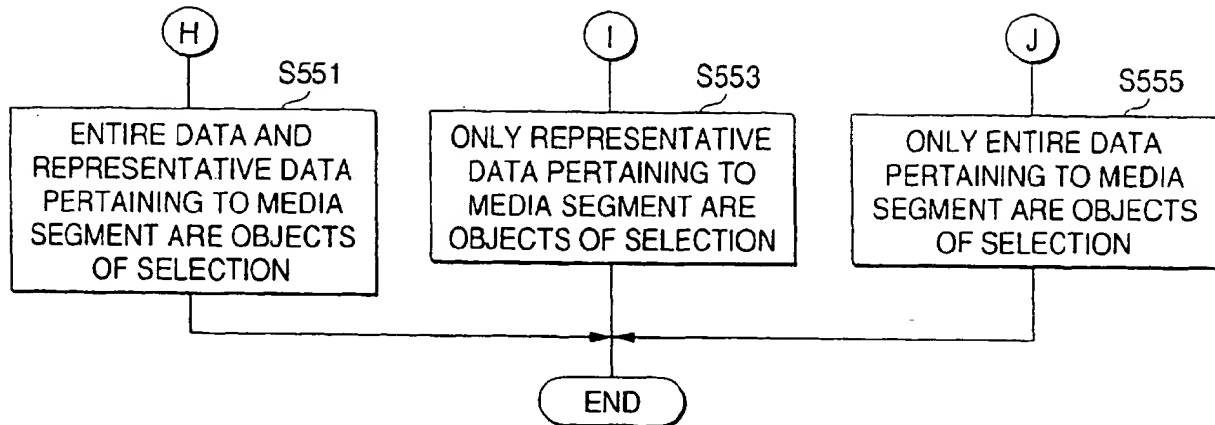 H
S551
ENTIRE DATA AND
REPRESENTATIVE DATA
PERTAINING TO MEDIA
SEGMENT ARE OBJECTS
OF SELECTION
I
S553
ONLY REPRESENTATIVE
DATA PERTAINING TO
MEDIA SEGMENT ARE
OBJECTS OF SELECTION
J
S555
ONLY ENTIRE DATA
PERTAINING TO MEDIA
SEGMENT ARE OBJECTS
OF SELECTION
END